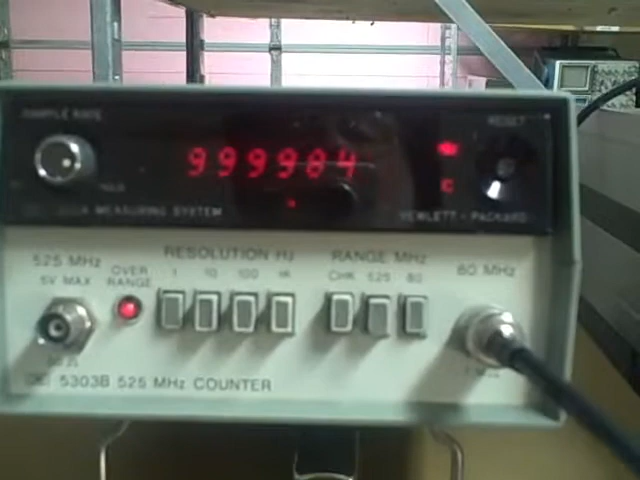 SAMPLE RATE
RESET
999984
MHz
C
MEASURING SYSTEM
HEWLETT - PACKARD
525 MHz
5V MAX
OVER RANGE
RESOLUTION Hz
1 10 100 1K
RANGE MHz
CHK 525 80
80 MHz
5303B 525 MHz COUNTER